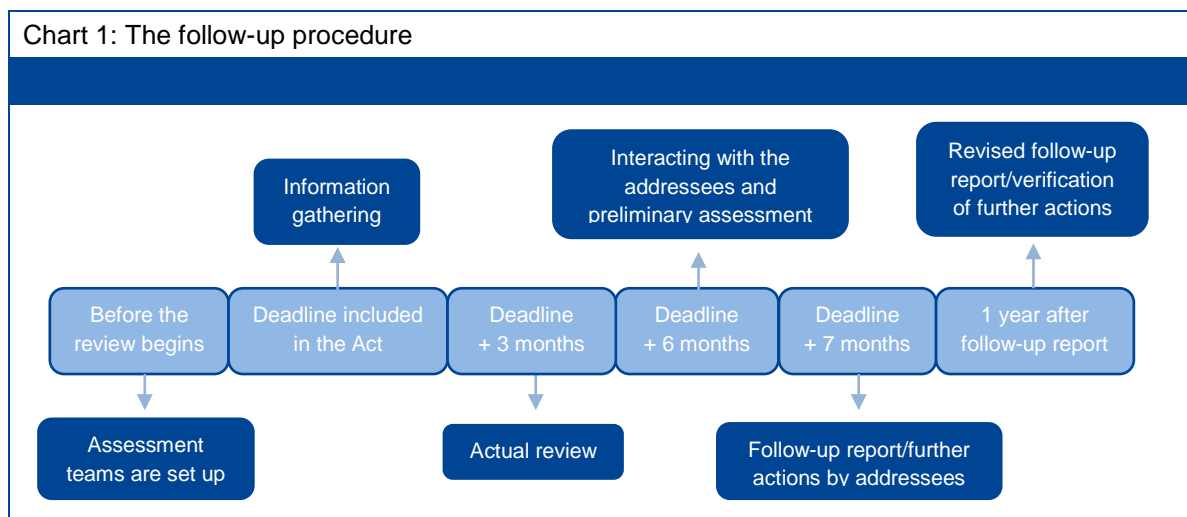 Chart 1: The follow-up procedure
Information
gathering
Interacting with the
addressees and
preliminary assessment
Revised follow-up
report/verification
of further actions
Before the
review begins
Deadline included
in the Act
Deadline
+ 3 months
Deadline
+ 6 months
Deadline
+ 7 months
1 year after
follow-up report
Assessment
teams are set up
Actual review
Follow-up report/further
actions by addressees